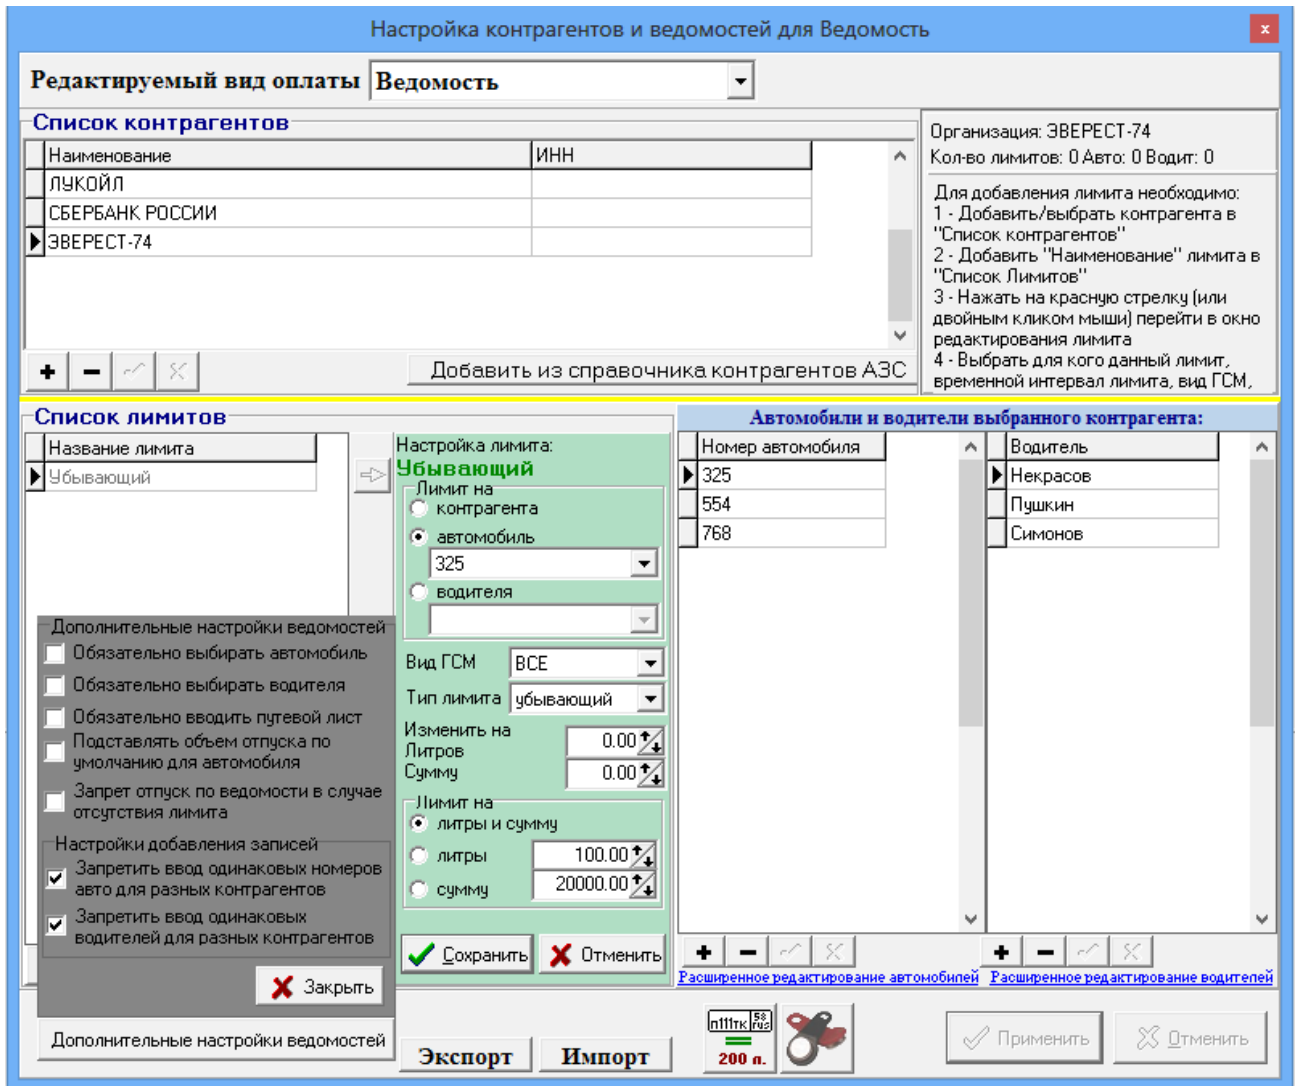 Настройка контрагентов и ведомостей для Ведомость
x
Редактируемый вид оплаты Ведомость
Список контрагентов
Наименование ИНН
ЛУКОЙЛ
СБЕРБАНК РОССИИ
ЭВЕРЕСТ-74
Добавить из справочника контрагентов АЗС
Организация: ЭВЕРЕСТ-74
Кол-во лимитов: 0 Авто: 0 Водит: 0
Для добавления лимита необходимо:
1 - Добавить/выбрать контрагента в
"Список контрагентов"
2 - Добавить "Наименование" лимита в
"Список Лимитов"
3 - Нажать на красную стрелку (или
двойным кликом мыши) перейти в окно
редактирования лимита
4 - Выбрать для кого данный лимит,
временной интервал лимита, вид ГСМ,
Список лимитов
Название лимита
Убывающий
Настройка лимита:
Убывающий
Лимит на
контрагента
автомобиль
325
водителя
Вид ГСМ ВСЕ
Тип лимита убывающий
Изменить на
Литров 0.00
Сумму 0.00
Лимит на
литры и сумму
литры 100.00
сумму 20000.00
Сохранить Отменить
Дополнительные настройки ведомостей
Обязательно выбирать автомобиль
Обязательно выбирать водителя
Обязательно вводить путевой лист
Подставлять объем отпуска по
умолчанию для автомобиля
Запрет отпуск по ведомости в случае
отсутствия лимита
Настройки добавления записей
Запретить ввод одинаковых номеров
авто для разных контрагентов
Запретить ввод одинаковых
водителей для разных контрагентов
Закрыть
Дополнительные настройки ведомостей
Автомобили и водители выбранного контрагента:
Номер автомобиля
325
554
768
Расширенное редактирование автомобилей
Водитель
Некрасов
Пушкин
Симонов
Расширенное редактирование водителей
Экспорт Импорт
п111тк 58 rus
200 л.
Применить Отменить